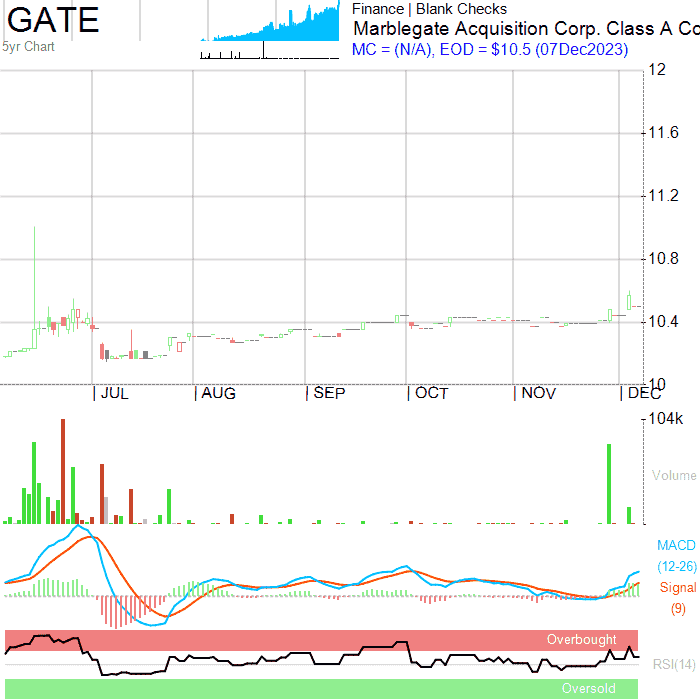 GATE
5yr Chart
Finance | Blank Checks
Marblegate Acquisition Corp. Class A Co
MC = (N/A), EOD = $10.5 (07Dec2023)
12
11.6
11.2
10.8
10.4
10
JUL AUG SEP OCT NOV DEC
104k
Volume
MACD
(12-26)
Signal
(9)
Overbought
RSI(14)
Oversold